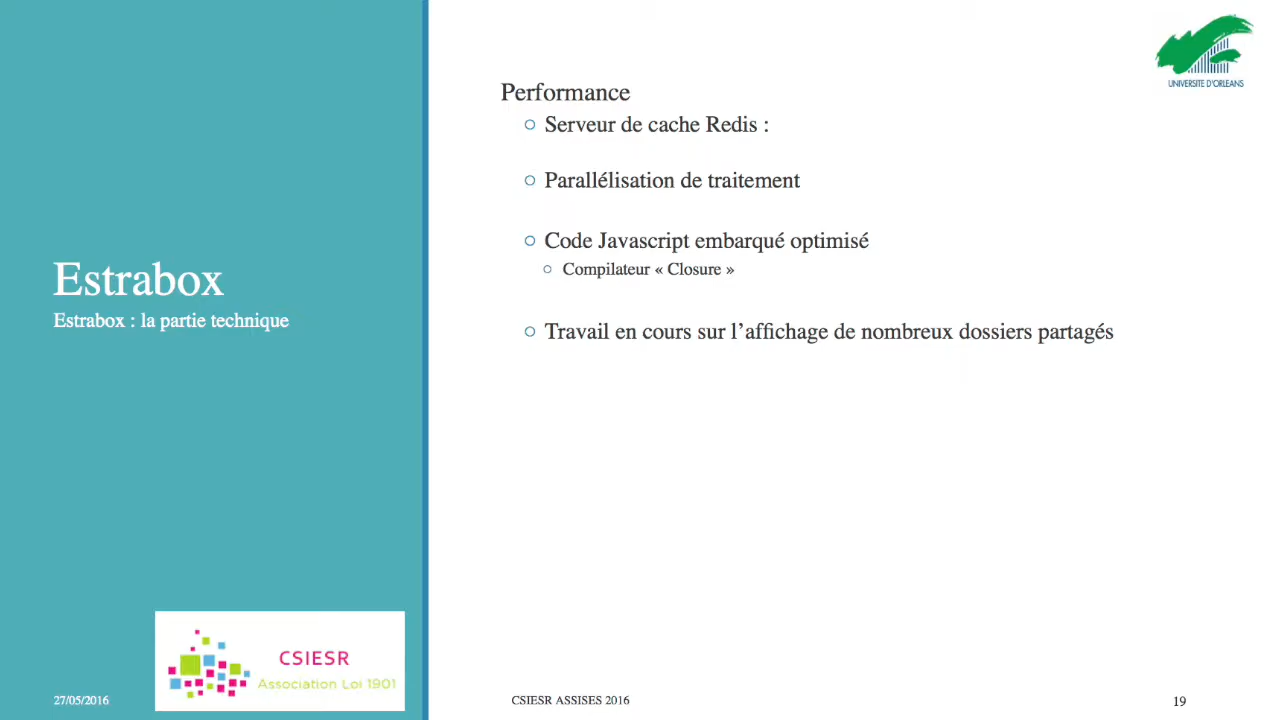 Estrabox
Estrabox : la partie technique
UNIVERSITE D'ORLEANS
Performance
Serveur de cache Redis :
Parallélisation de traitement
Code Javascript embarqué optimisé
Compilateur « Closure »
Travail en cours sur l’affichage de nombreux dossiers partagés
CSIESR
Association Loi 1901
27/05/2016
CSIESR ASSISES 2016
19